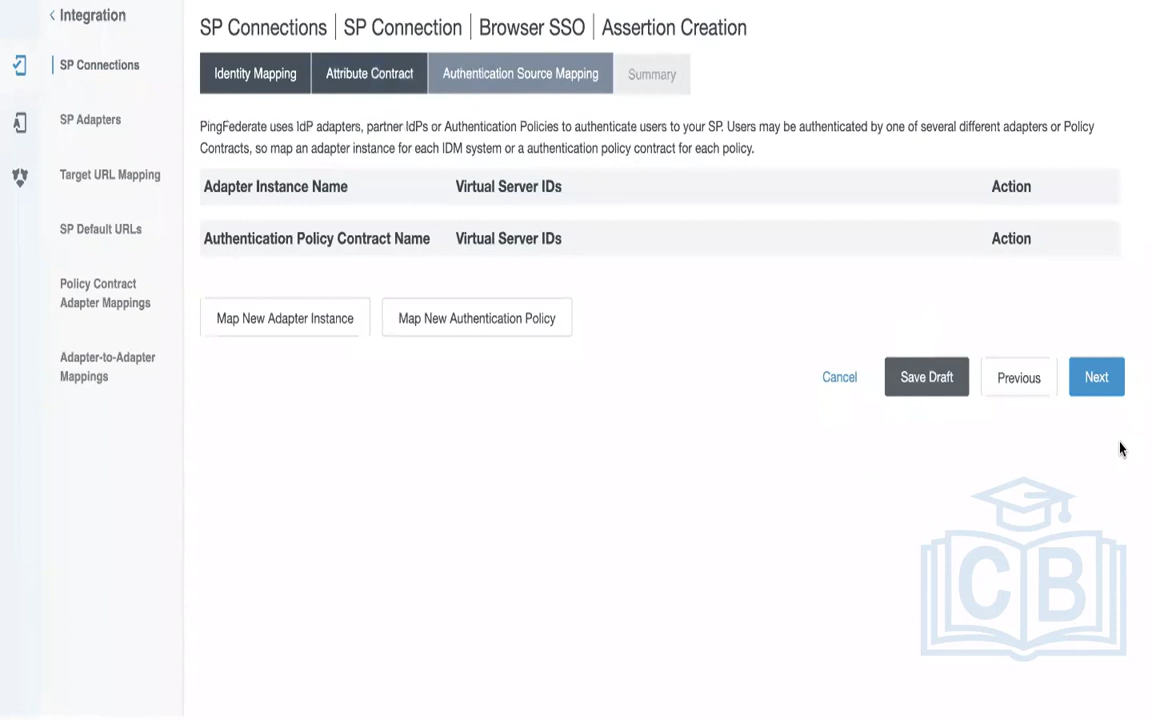 Integration
SP Connections
SP Adapters
Target URL Mapping
SP Default URLs
Policy Contract
Adapter Mappings
Adapter-to-Adapter
Mappings
SP Connections | SP Connection | Browser SSO | Assertion Creation
Identity Mapping Attribute Contract Authentication Source Mapping Summary
PingFederate uses IdP adapters, partner IdPs or Authentication Policies to authenticate users to your SP. Users may be authenticated by one of several different adapters or Policy
Contracts, so map an adapter instance for each IDM system or a authentication policy contract for each policy.
Adapter Instance Name Virtual Server IDs Action
Authentication Policy Contract Name Virtual Server IDs Action
Map New Adapter Instance Map New Authentication Policy
Cancel Save Draft Previous Next
CB